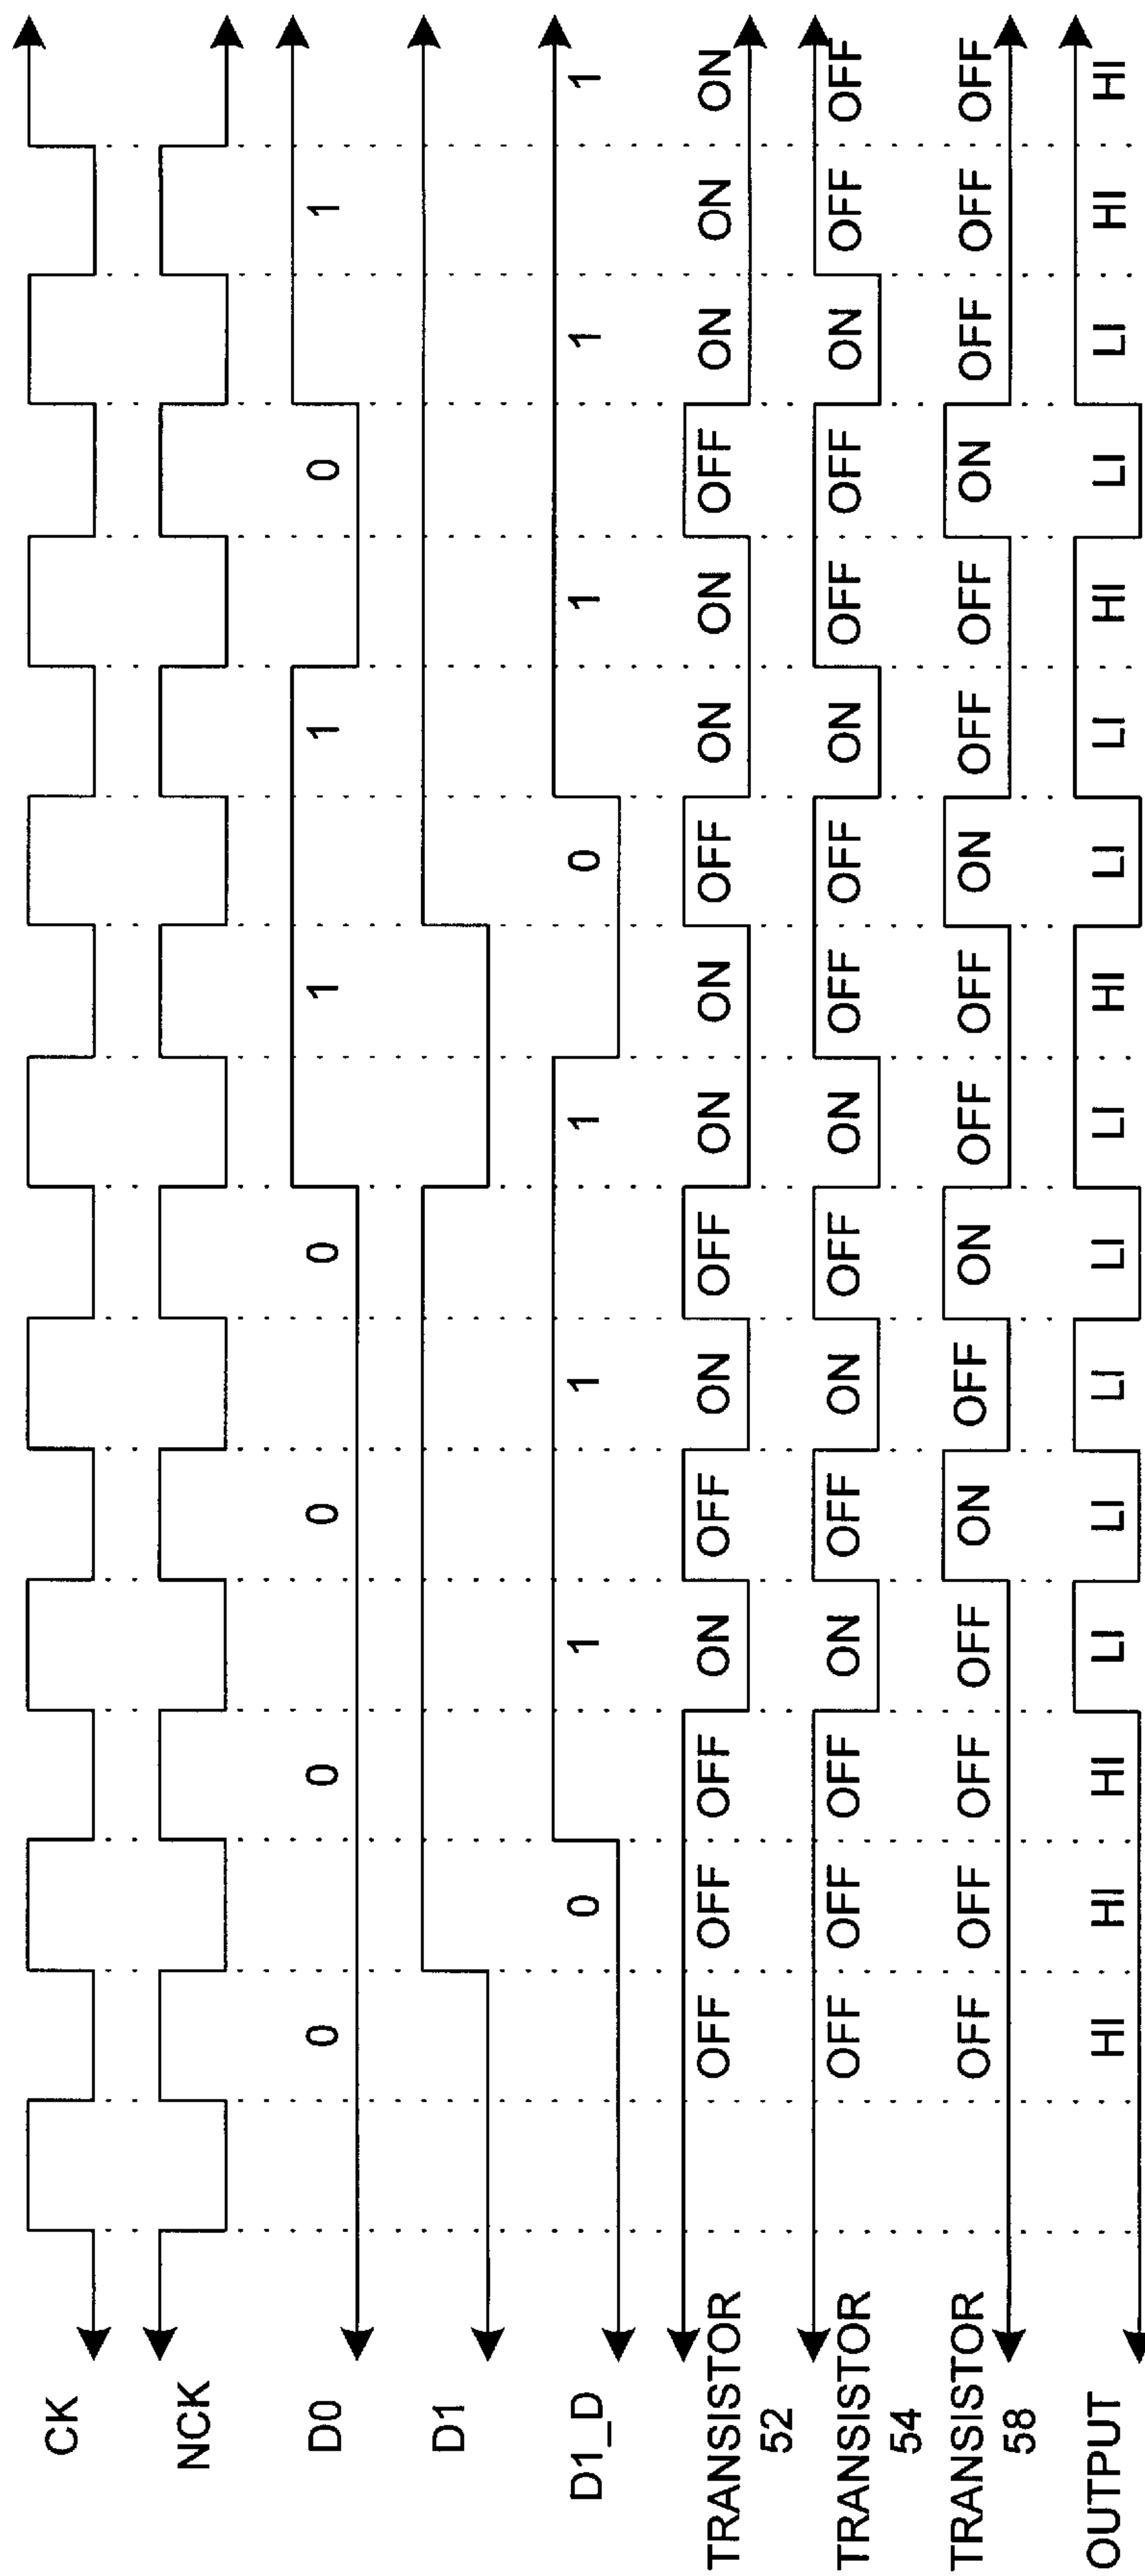 CK
NCK
D0 0 0 0 0 1 1 0 1
D1
D1_D 0 1 1 1 0 1 1 1
TRANSISTOR OFF OFF OFF ON OFF ON OFF ON ON OFF ON ON OFF ON ON ON
52
TRANSISTOR OFF OFF OFF ON OFF ON OFF ON OFF OFF ON OFF OFF ON OFF OFF
54
TRANSISTOR OFF OFF OFF OFF ON OFF ON OFF OFF ON OFF OFF ON OFF OFF OFF
58
OUTPUT HI HI HI LI LI LI LI LI HI LI LI HI LI LI HI HI